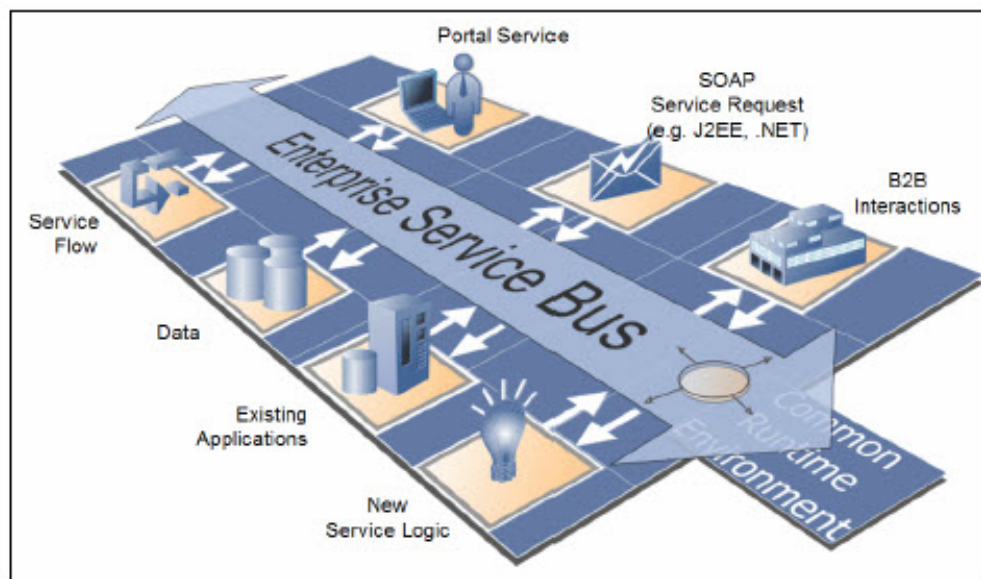 Portal Service
SOAP
Service Request
(e.g. J2EE, .NET)
B2B
Interactions
Enterprise Service Bus
Service
Flow
Data
Existing
Applications
New
Service Logic
Common
Runtime
Environment